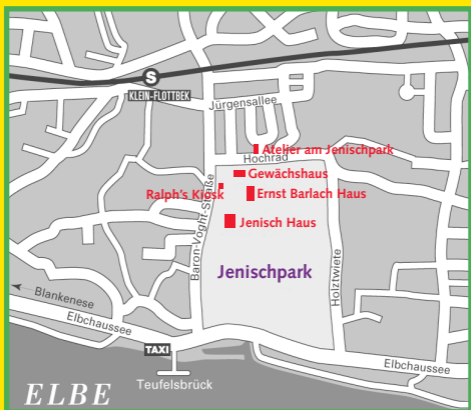 S
KLEIN-FLOTTBEK
Jürgensallee
Atelier am Jenischpark
Hochrad
Gewächshaus
Ralph's Kiosk
Ernst Barlach Haus
Baron-Voght-Straße
Jenisch Haus
Jenischpark
Holztwiete
Blankenese
Elbchaussee
TAXI
Elbchaussee
Teufelsbrück
ELBE